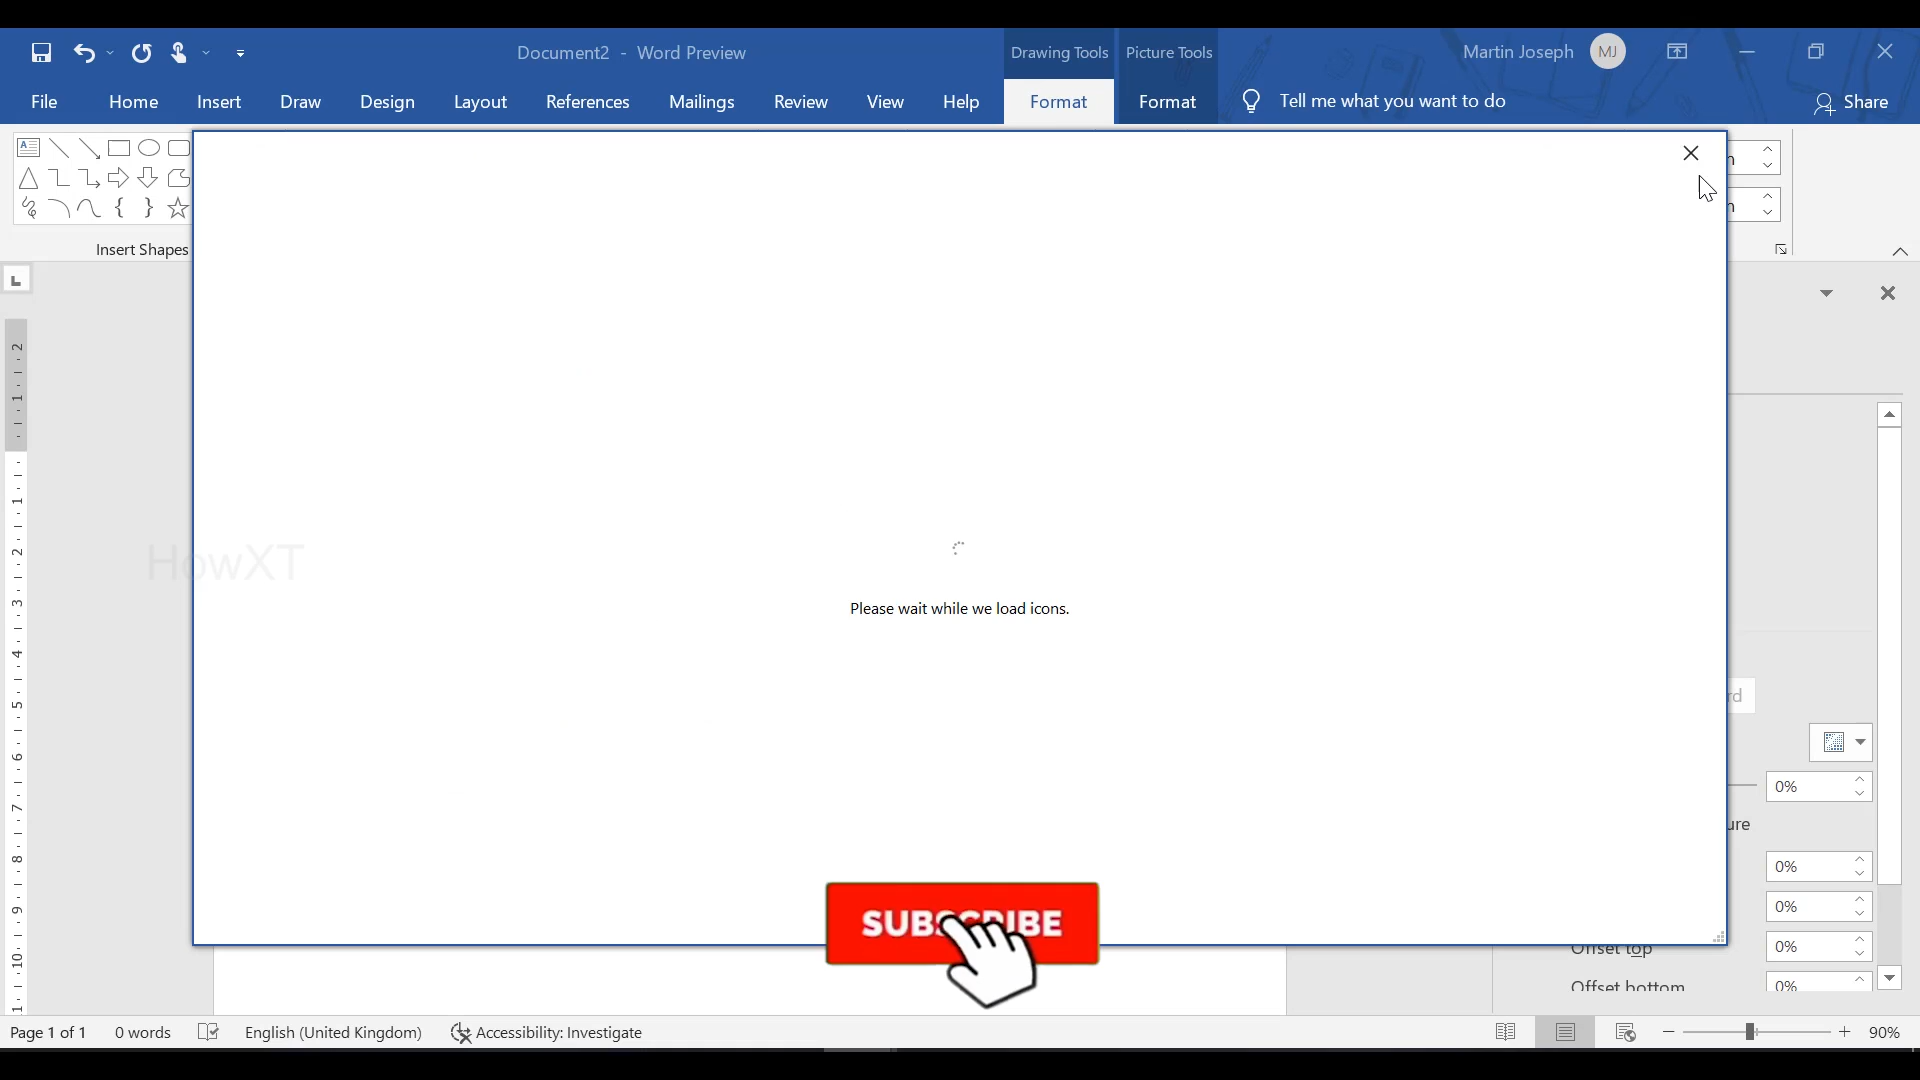 Document2 - Word Preview
Drawing Tools
Picture Tools
Martin Joseph
MJ
File
Home
Insert
Draw
Design
Layout
References
Mailings
Review
View
Help
Format
Format
Tell me what you want to do
Share
Insert Shapes
HowXT
Please wait while we load icons.
0%
0%
0%
Offset top
0%
Offset bottom
0%
SUBSCRIBE
Page 1 of 1
0 words
English (United Kingdom)
Accessibility: Investigate
90%